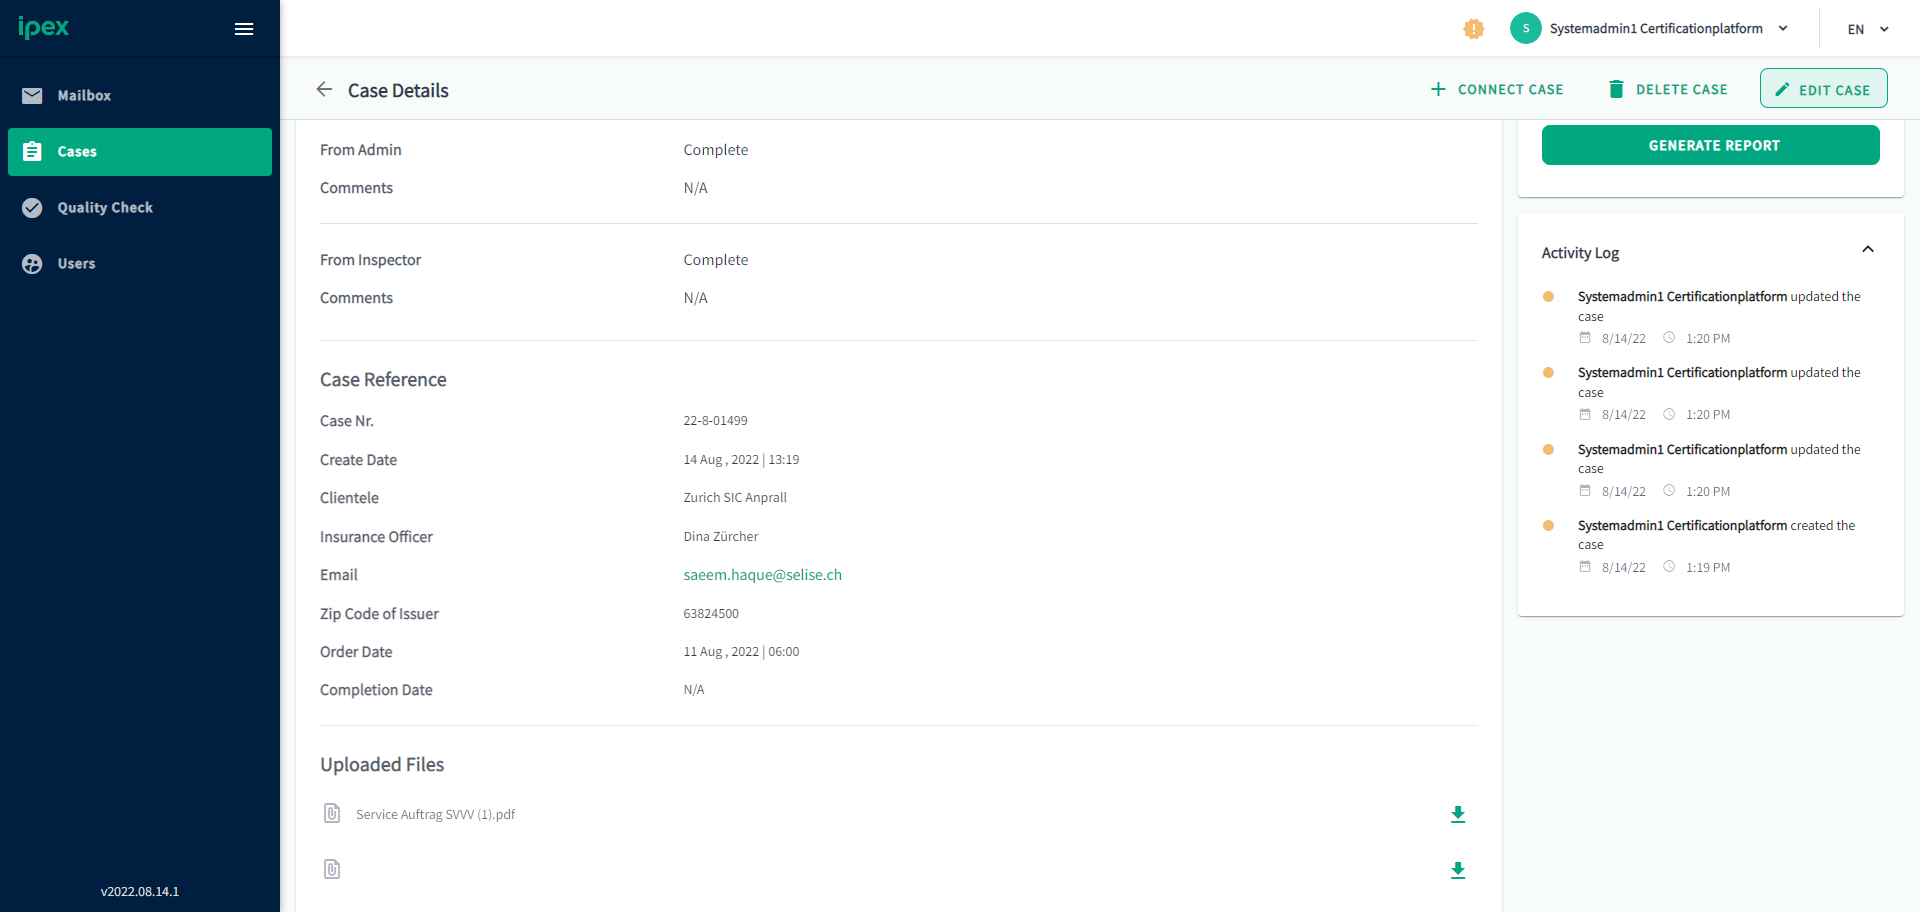 ipex
Systemadmin1 Certificationplatform
EN
S
Mailbox
Cases
Quality Check
Users
v2022.08.14.1
Case Details
CONNECT CASE
DELETE CASE
EDIT CASE
From Admin Complete
Comments N/A
From Inspector Complete
Comments N/A
Case Reference
Case Nr. 22-8-01499
Create Date 14 Aug , 2022 | 13:19
Clientele Zurich SIC Anprall
Insurance Officer Dina Zürcher
Email saeem.haque@selise.ch
Zip Code of Issuer 63824500
Order Date 11 Aug , 2022 | 06:00
Completion Date N/A
Uploaded Files
Service Auftrag SVVV (1).pdf
GENERATE REPORT
Activity Log
Systemadmin1 Certificationplatform updated the
case
8/14/22 1:20 PM
Systemadmin1 Certificationplatform updated the
case
8/14/22 1:20 PM
Systemadmin1 Certificationplatform updated the
case
8/14/22 1:20 PM
Systemadmin1 Certificationplatform created the
case
8/14/22 1:19 PM